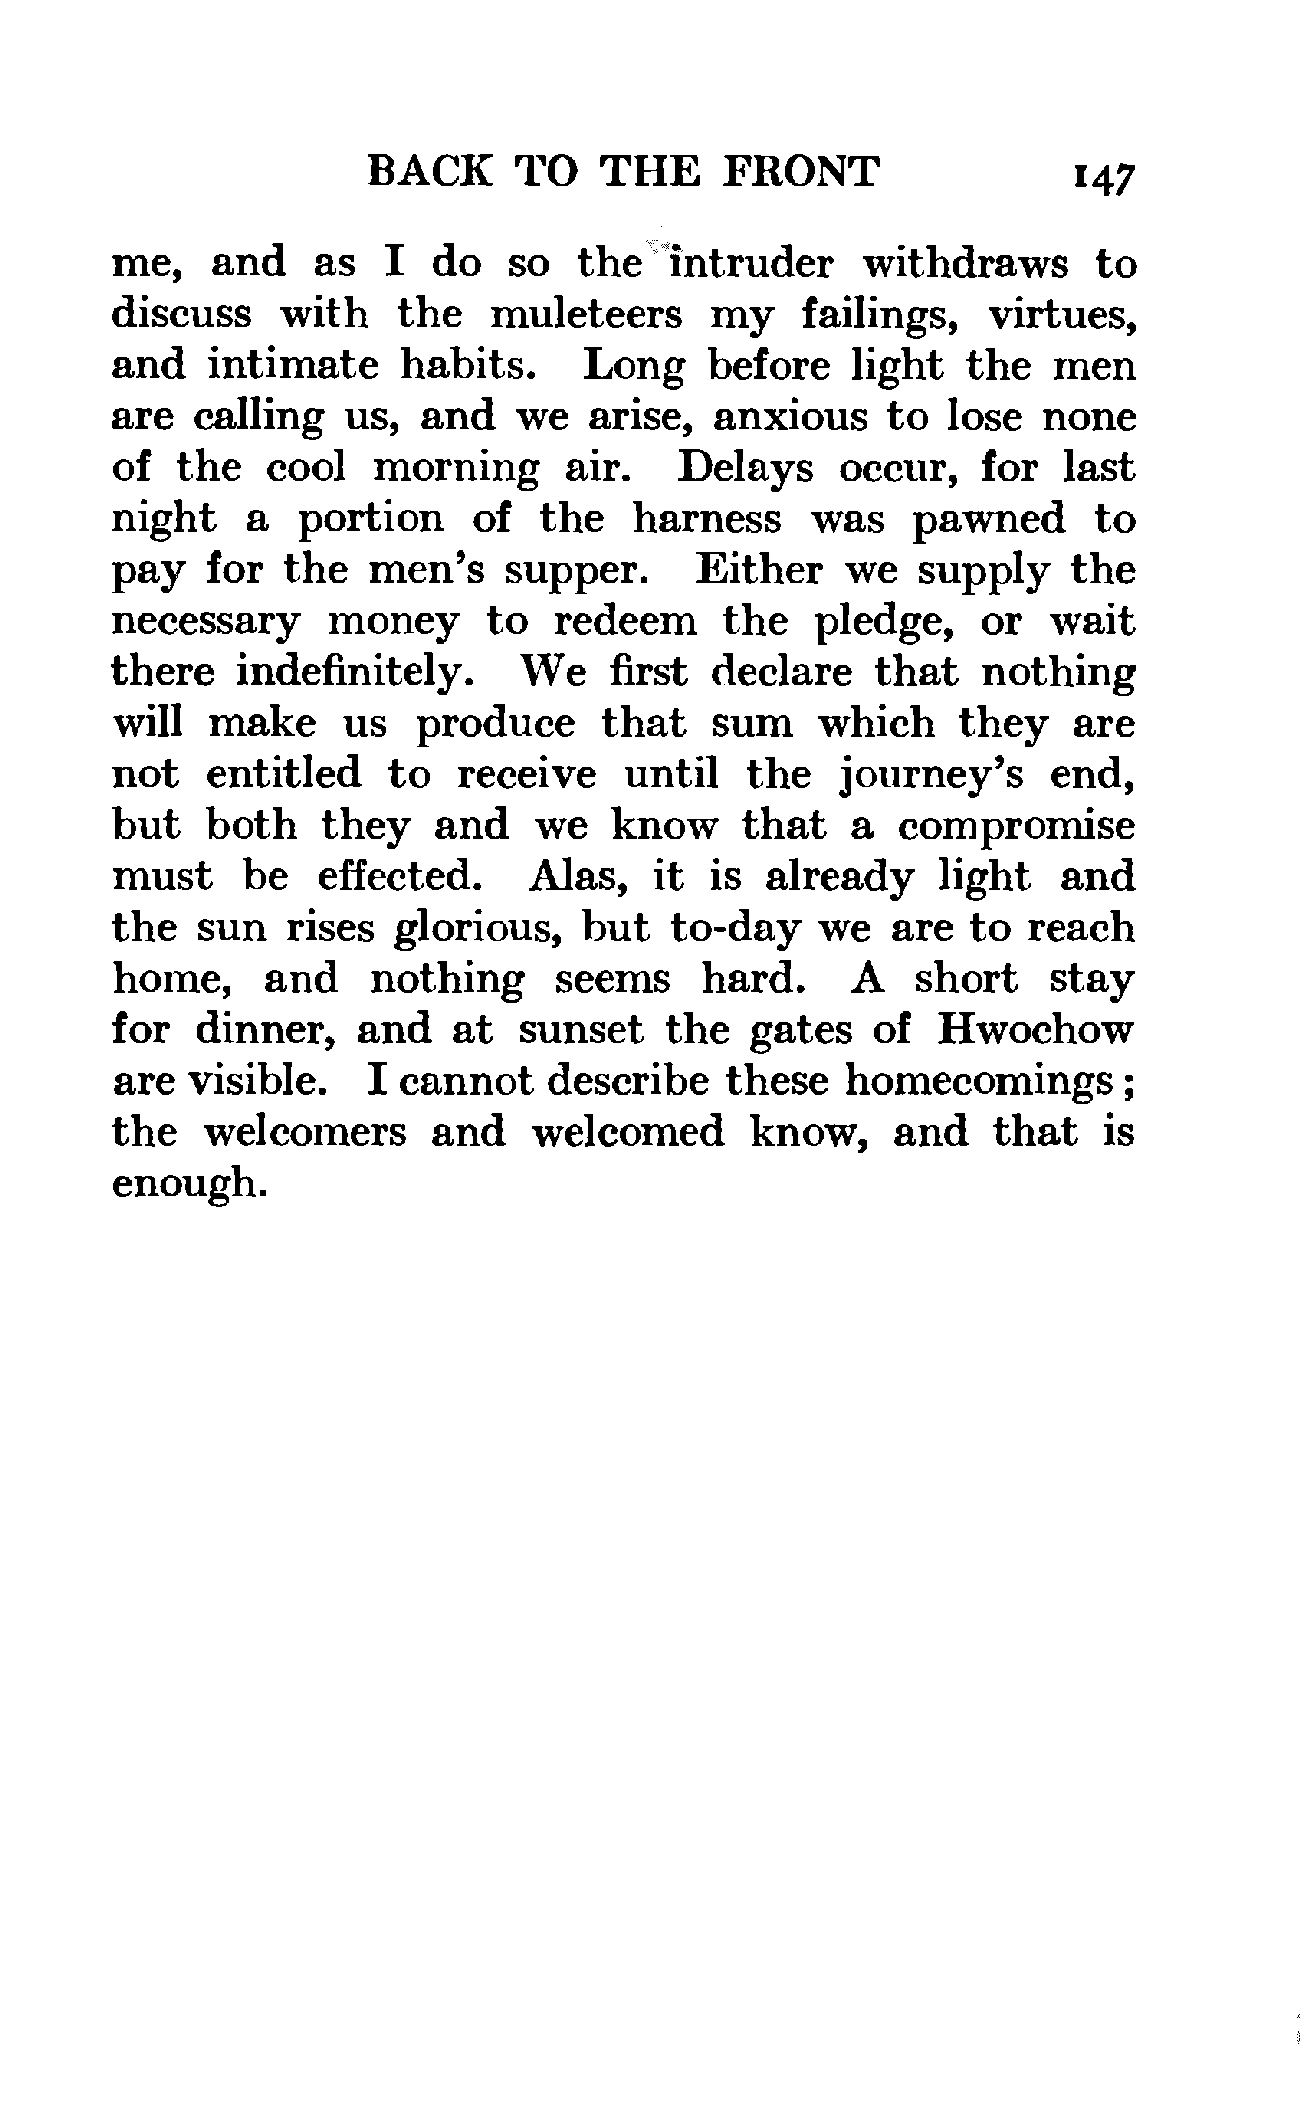 BACK TO THE FRONT 147
me, and as I do so the intruder withdraws to
discuss with the muleteers my failings, virtues,
and intimate habits. Long before light the men
are calling us, and we arise, anxious to lose none
of the cool morning air. Delays occur, for last
night a portion of the harness was pawned to
pay for the men's supper. Either we supply the
necessary money to redeem the pledge, or wait
there indefinitely. We first declare that nothing
will make us produce that sum which they are
not entitled to receive until the journey's end,
but both they and we know that a compromise
must be effected. Alas, it is already light and
the sun rises glorious, but to-day we are to reach
home, and nothing seems hard. A short stay
for dinner, and at sunset the gates of Hwochow
are visible. I cannot describe these homecomings ;
the welcomers and welcomed know, and that is
enough.